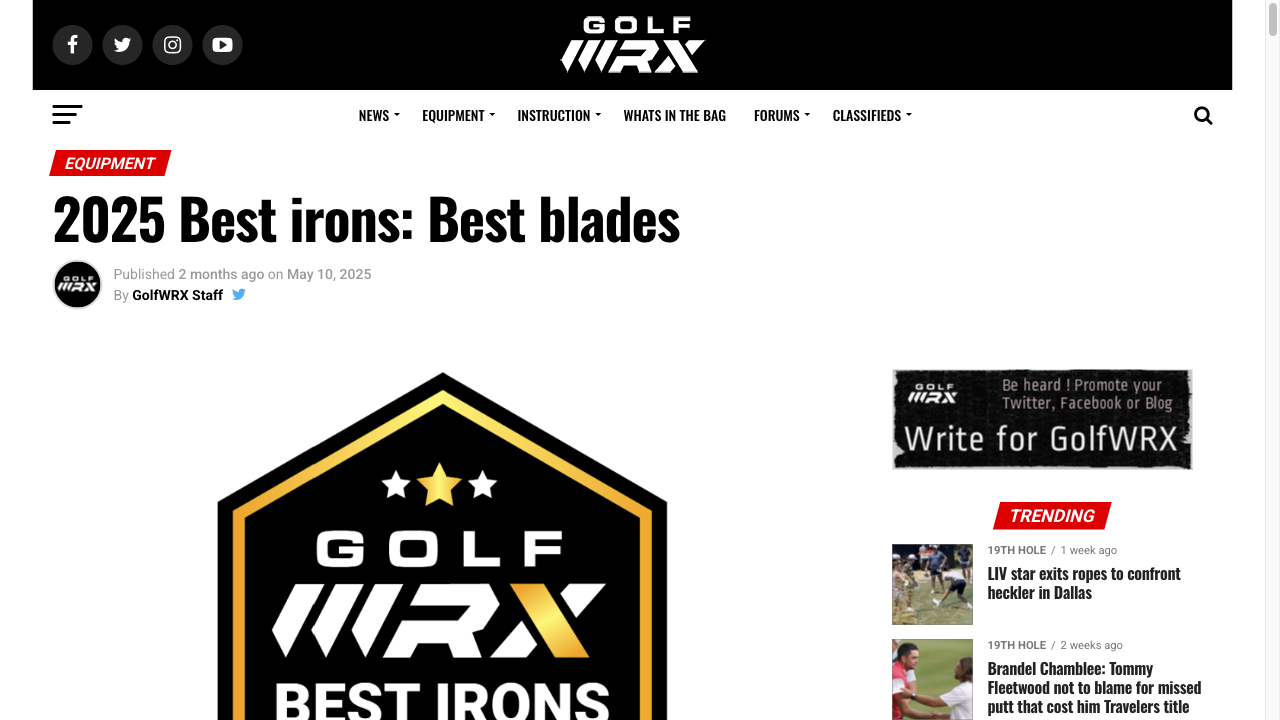 GOLF
WRX
NEWS
EQUIPMENT
INSTRUCTION
WHATS IN THE BAG
FORUMS
CLASSIFIEDS
EQUIPMENT
2025 Best irons: Best blades
GOLF
WRX
Published 2 months ago on May 10, 2025
By GolfWRX Staff
GOLF
WRX
BEST IRONS
GOLF
WRX
Be heard ! Promote your
Twitter, Facebook or Blog
Write for GolfWRX
TRENDING
19TH HOLE / 1 week ago
LIV star exits ropes to confront
heckler in Dallas
19TH HOLE / 2 weeks ago
Brandel Chamblee: Tommy
Fleetwood not to blame for missed
putt that cost him Travelers title